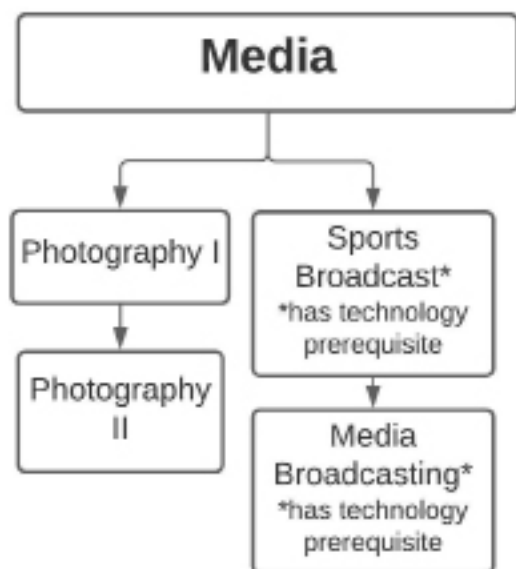 Media
Photography I
Photography
II
Sports
Broadcast*
*has technology
prerequisite
Media
Broadcasting*
*has technology
prerequisite